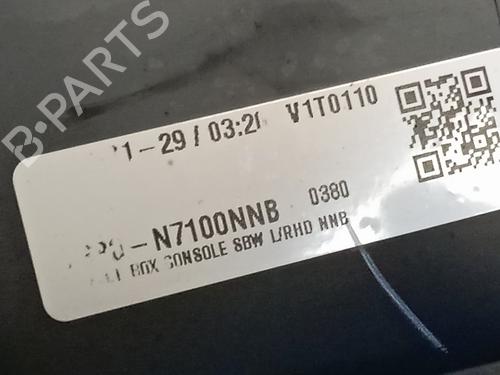 B-PARTS
1-29 / 03:2 V1T0110
-N7100NNB 0380
BOX CONSOLE SBW L/RHD NNB